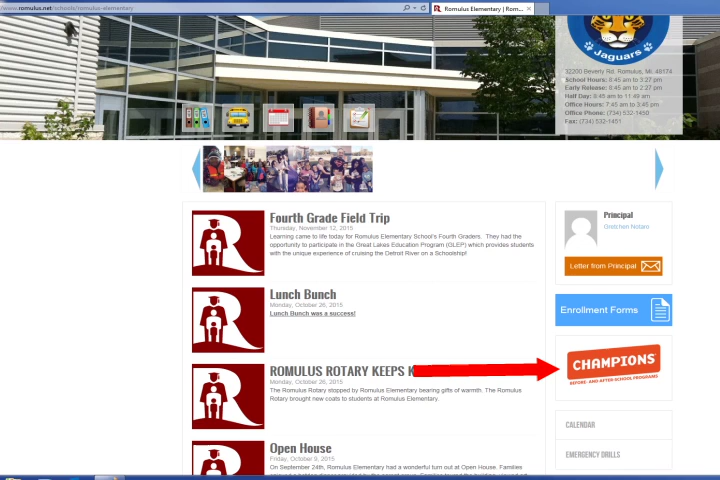 /www.romulus.net/schools/romulus-elementary
Romulus Elementary | Rom...
Jaguars
32200 Beverly Rd. Romulus, MI, 48174
School Hours: 8:45 am to 3:27 pm
Early Release: 8:45 am to 2:27 pm
Half Day: 8:45 am to 11:49 am
Office Hours: 7:45 am to 3:45 pm
Office Phone: (734) 532-1450
Fax: (734) 532-1451
Fourth Grade Field Trip
Thursday, November 12, 2015
Learning came to life today for Romulus Elementary School's Fourth Graders. They had the
opportunity to participate in the Great Lakes Education Program (GLEP) which provides students
with the unique experience of cruising the Detroit River on a Schoolship!
Lunch Bunch
Monday, October 26, 2015
Lunch Bunch was a success!
ROMULUS ROTARY KEEPS K
Monday, October 26, 2015
The Romulus Rotary stopped by Romulus Elementary bearing gifts of warmth. The Romulus
Rotary brought new coats to students at Romulus Elementary.
Open House
Friday, October 9, 2015
On September 24th, Romulus Elementary had a wonderful turn out at Open House. Families
Principal
Gretchen Notaro
Letter from Principal
Enrollment Forms
CHAMPIONS
BEFORE- AND AFTER-SCHOOL PROGRAMS
CALENDAR
EMERGENCY DRILLS